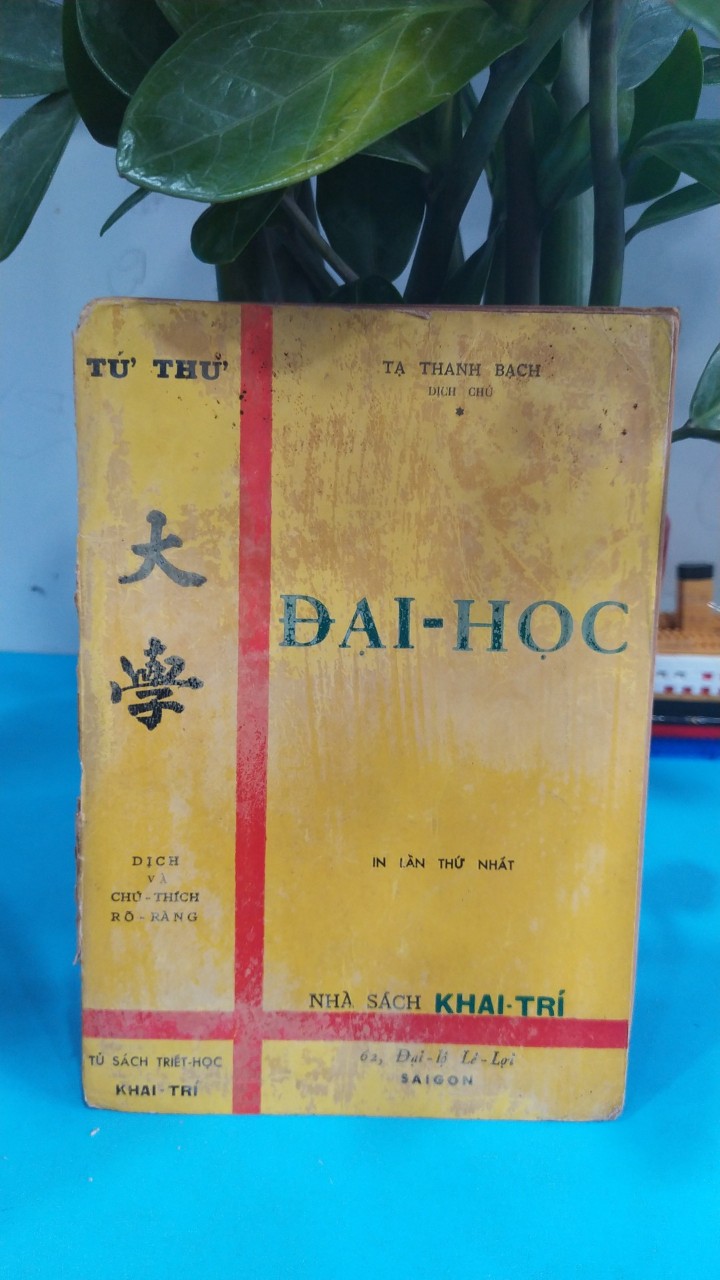 TỨ THƯ
大
學
DỊCH
VÀ
CHÚ-THÍCH
RÕ-RÀNG
TỦ SÁCH TRIẾT-HỌC
KHAI-TRÍ
TẠ THANH BẠCH
DỊCH CHÚ
*
ĐẠI-HỌC
IN LẦN THỨ NHẤT
NHÀ SÁCH KHAI-TRÍ
62, Đại-lộ Lê-Lợi
SAIGON